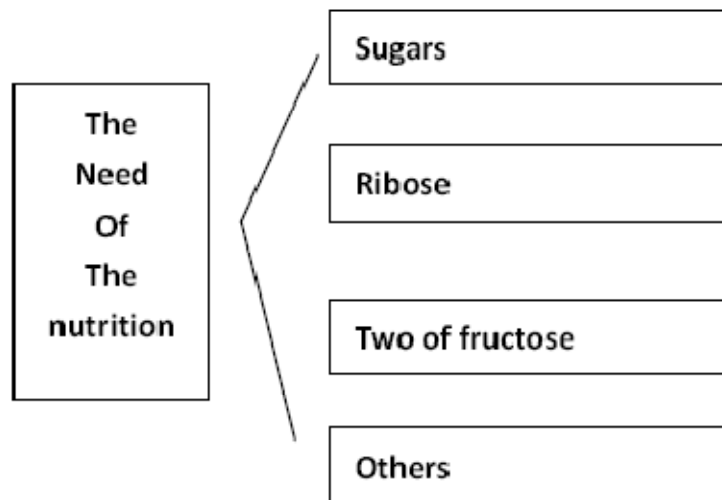 The
Need
Of
The
nutrition
Sugars
Ribose
Two of fructose
Others